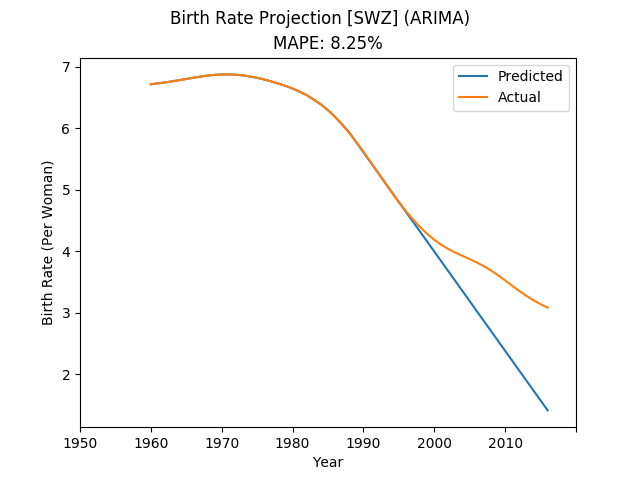 Birth Rate Projection [SWZ] (ARIMA)
MAPE: 8.25%
Predicted
Actual
Birth Rate (Per Woman)
7
6
5
4
3
2
1950 1960 1970 1980 1990 2000 2010
Year